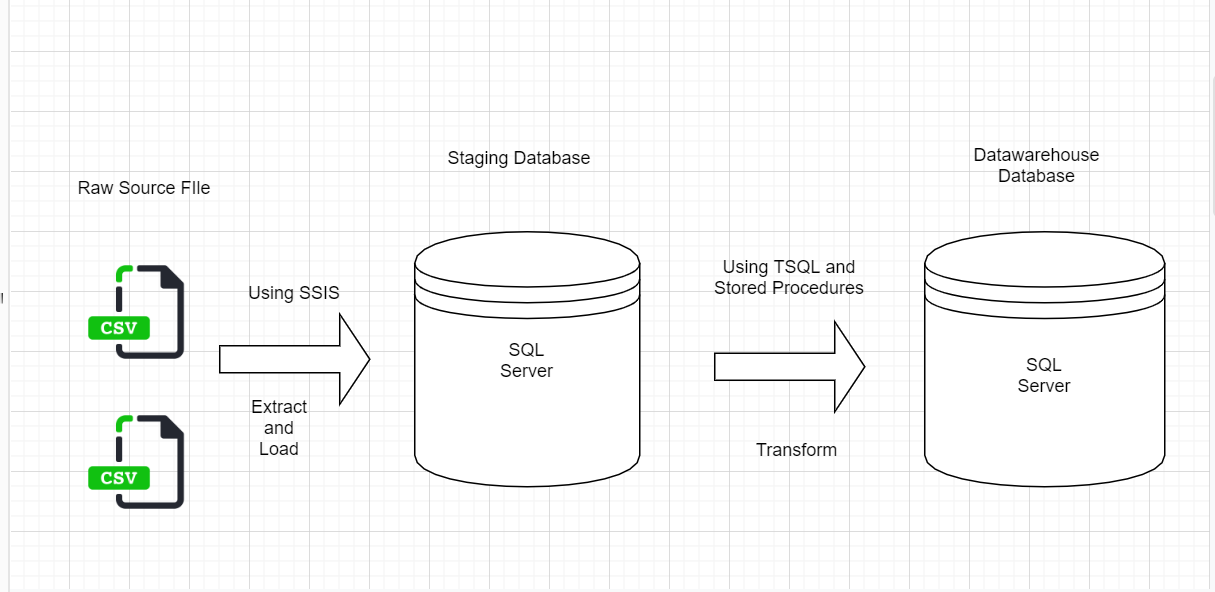 Raw Source FIle
CSV
CSV
Using SSIS
Extract
and
Load
Staging Database
SQL
Server
Using TSQL and
Stored Procedures
Transform
Datawarehouse
Database
SQL
Server